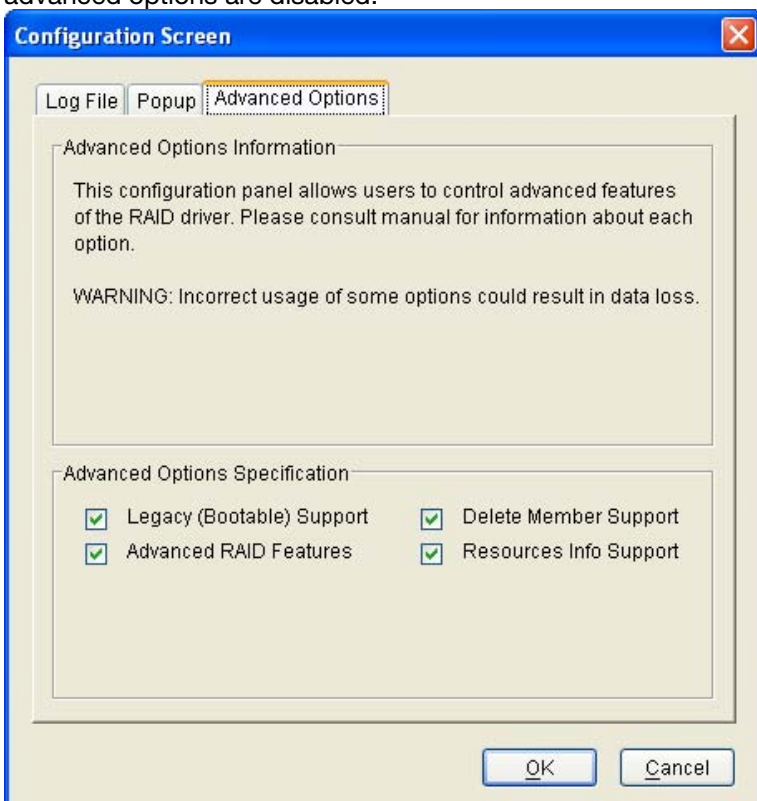 advanced options are disabled.
Configuration Screen
Log File Popup Advanced Options
Advanced Options Information
This configuration panel allows users to control advanced features
of the RAID driver. Please consult manual for information about each
option.
WARNING: Incorrect usage of some options could result in data loss.
Advanced Options Specification
Legacy (Bootable) Support Delete Member Support
Advanced RAID Features Resources Info Support
OK Cancel